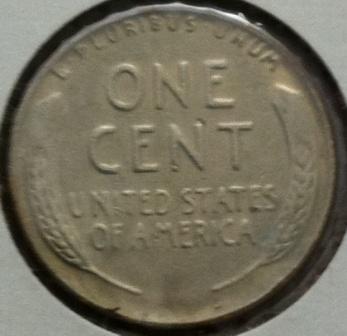 E PLURIBUS UNUM
ONE
CENT
UNITED STATES
OF AMERICA